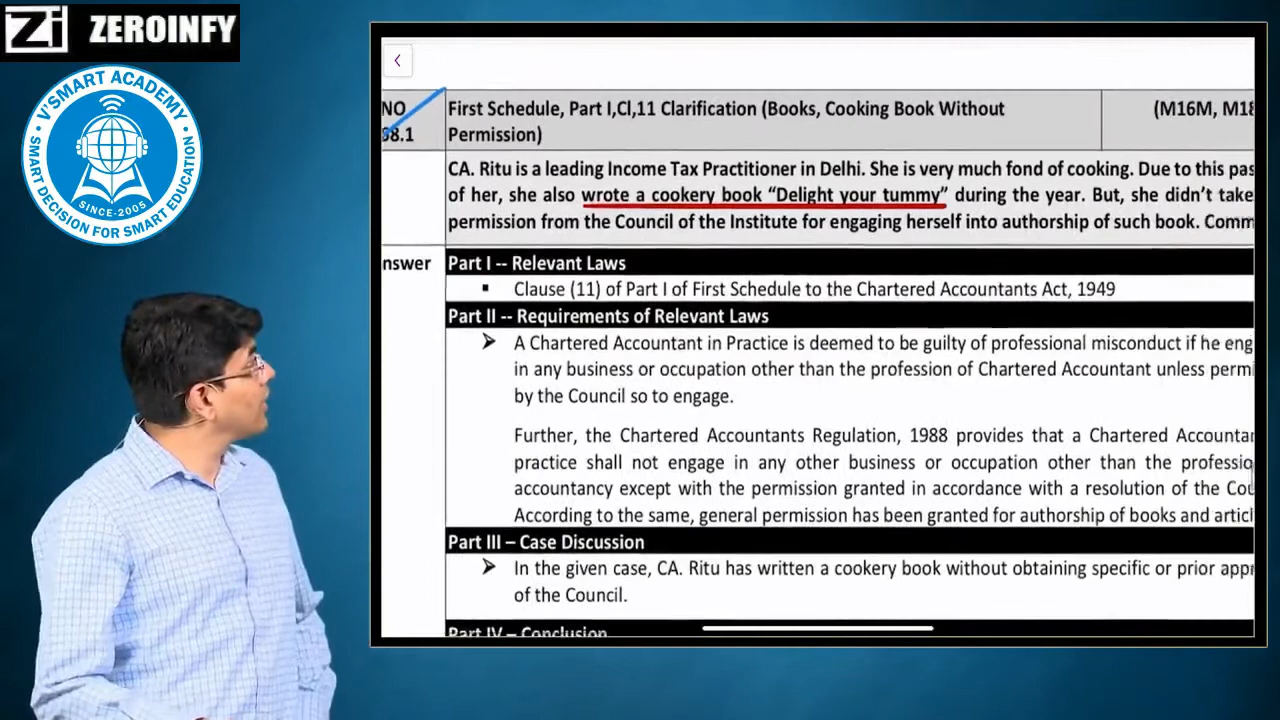 Zi ZEROINFY
V'SMART ACADEMY
SINCE-2005
SMART DECISION FOR SMART EDUCATION
NO First Schedule, Part I,Cl,11 Clarification (Books, Cooking Book Without (M16M, M18
98.1 Permission)
CA. Ritu is a leading Income Tax Practitioner in Delhi. She is very much fond of cooking. Due to this pas
of her, she also wrote a cookery book “Delight your tummy” during the year. But, she didn’t take
permission from the Council of the Institute for engaging herself into authorship of such book. Comm
nswer Part I -- Relevant Laws
▪ Clause (11) of Part I of First Schedule to the Chartered Accountants Act, 1949
Part II -- Requirements of Relevant Laws
➢ A Chartered Accountant in Practice is deemed to be guilty of professional misconduct if he eng
in any business or occupation other than the profession of Chartered Accountant unless permi
by the Council so to engage.
Further, the Chartered Accountants Regulation, 1988 provides that a Chartered Accountan
practice shall not engage in any other business or occupation other than the professio
accountancy except with the permission granted in accordance with a resolution of the Cou
According to the same, general permission has been granted for authorship of books and articl
Part III – Case Discussion
➢ In the given case, CA. Ritu has written a cookery book without obtaining specific or prior appr
of the Council.
Part IV – Conclusion